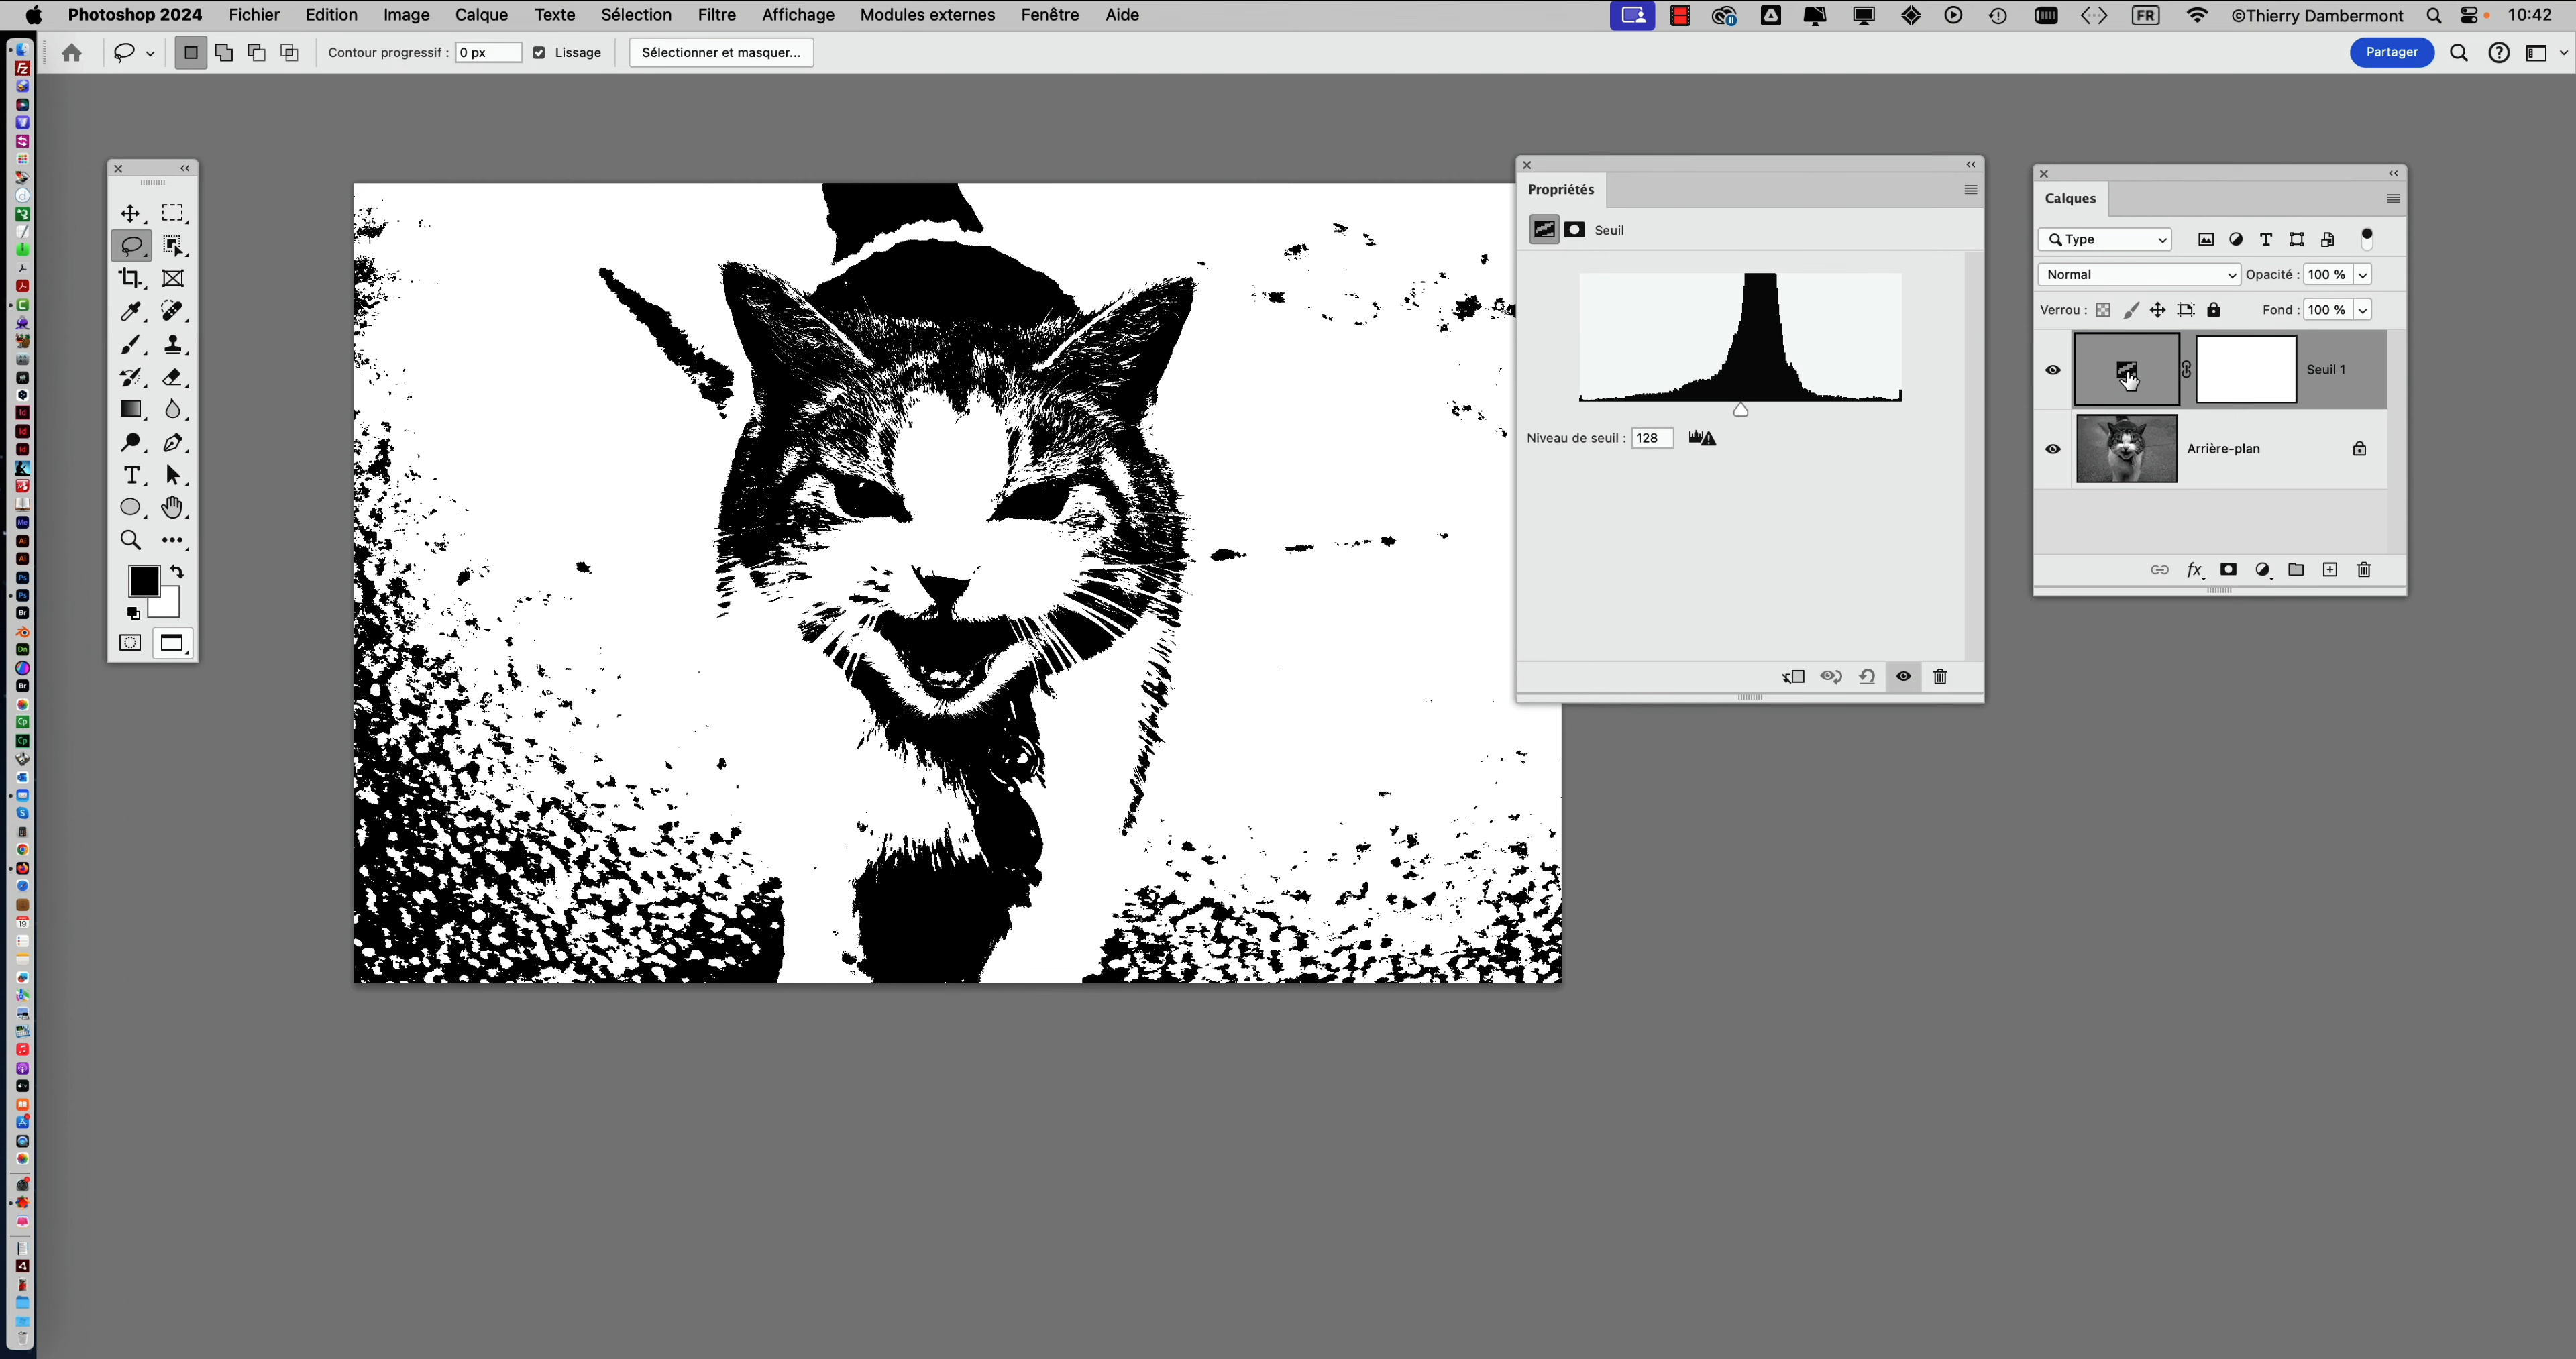 Photoshop 2024 Fichier Edition Image Calque Texte Sélection Filtre Affichage Modules externes Fenêtre Aide FR ©Thierry Dambermont 10:42
Contour progressif : 0 px Lissage Sélectionner et masquer... Partager
Propriétés
Seuil
Niveau de seuil : 128
Calques
Type
Normal Opacité : 100 %
Verrou : Fond : 100 %
Seuil 1
Arrière-plan
fx